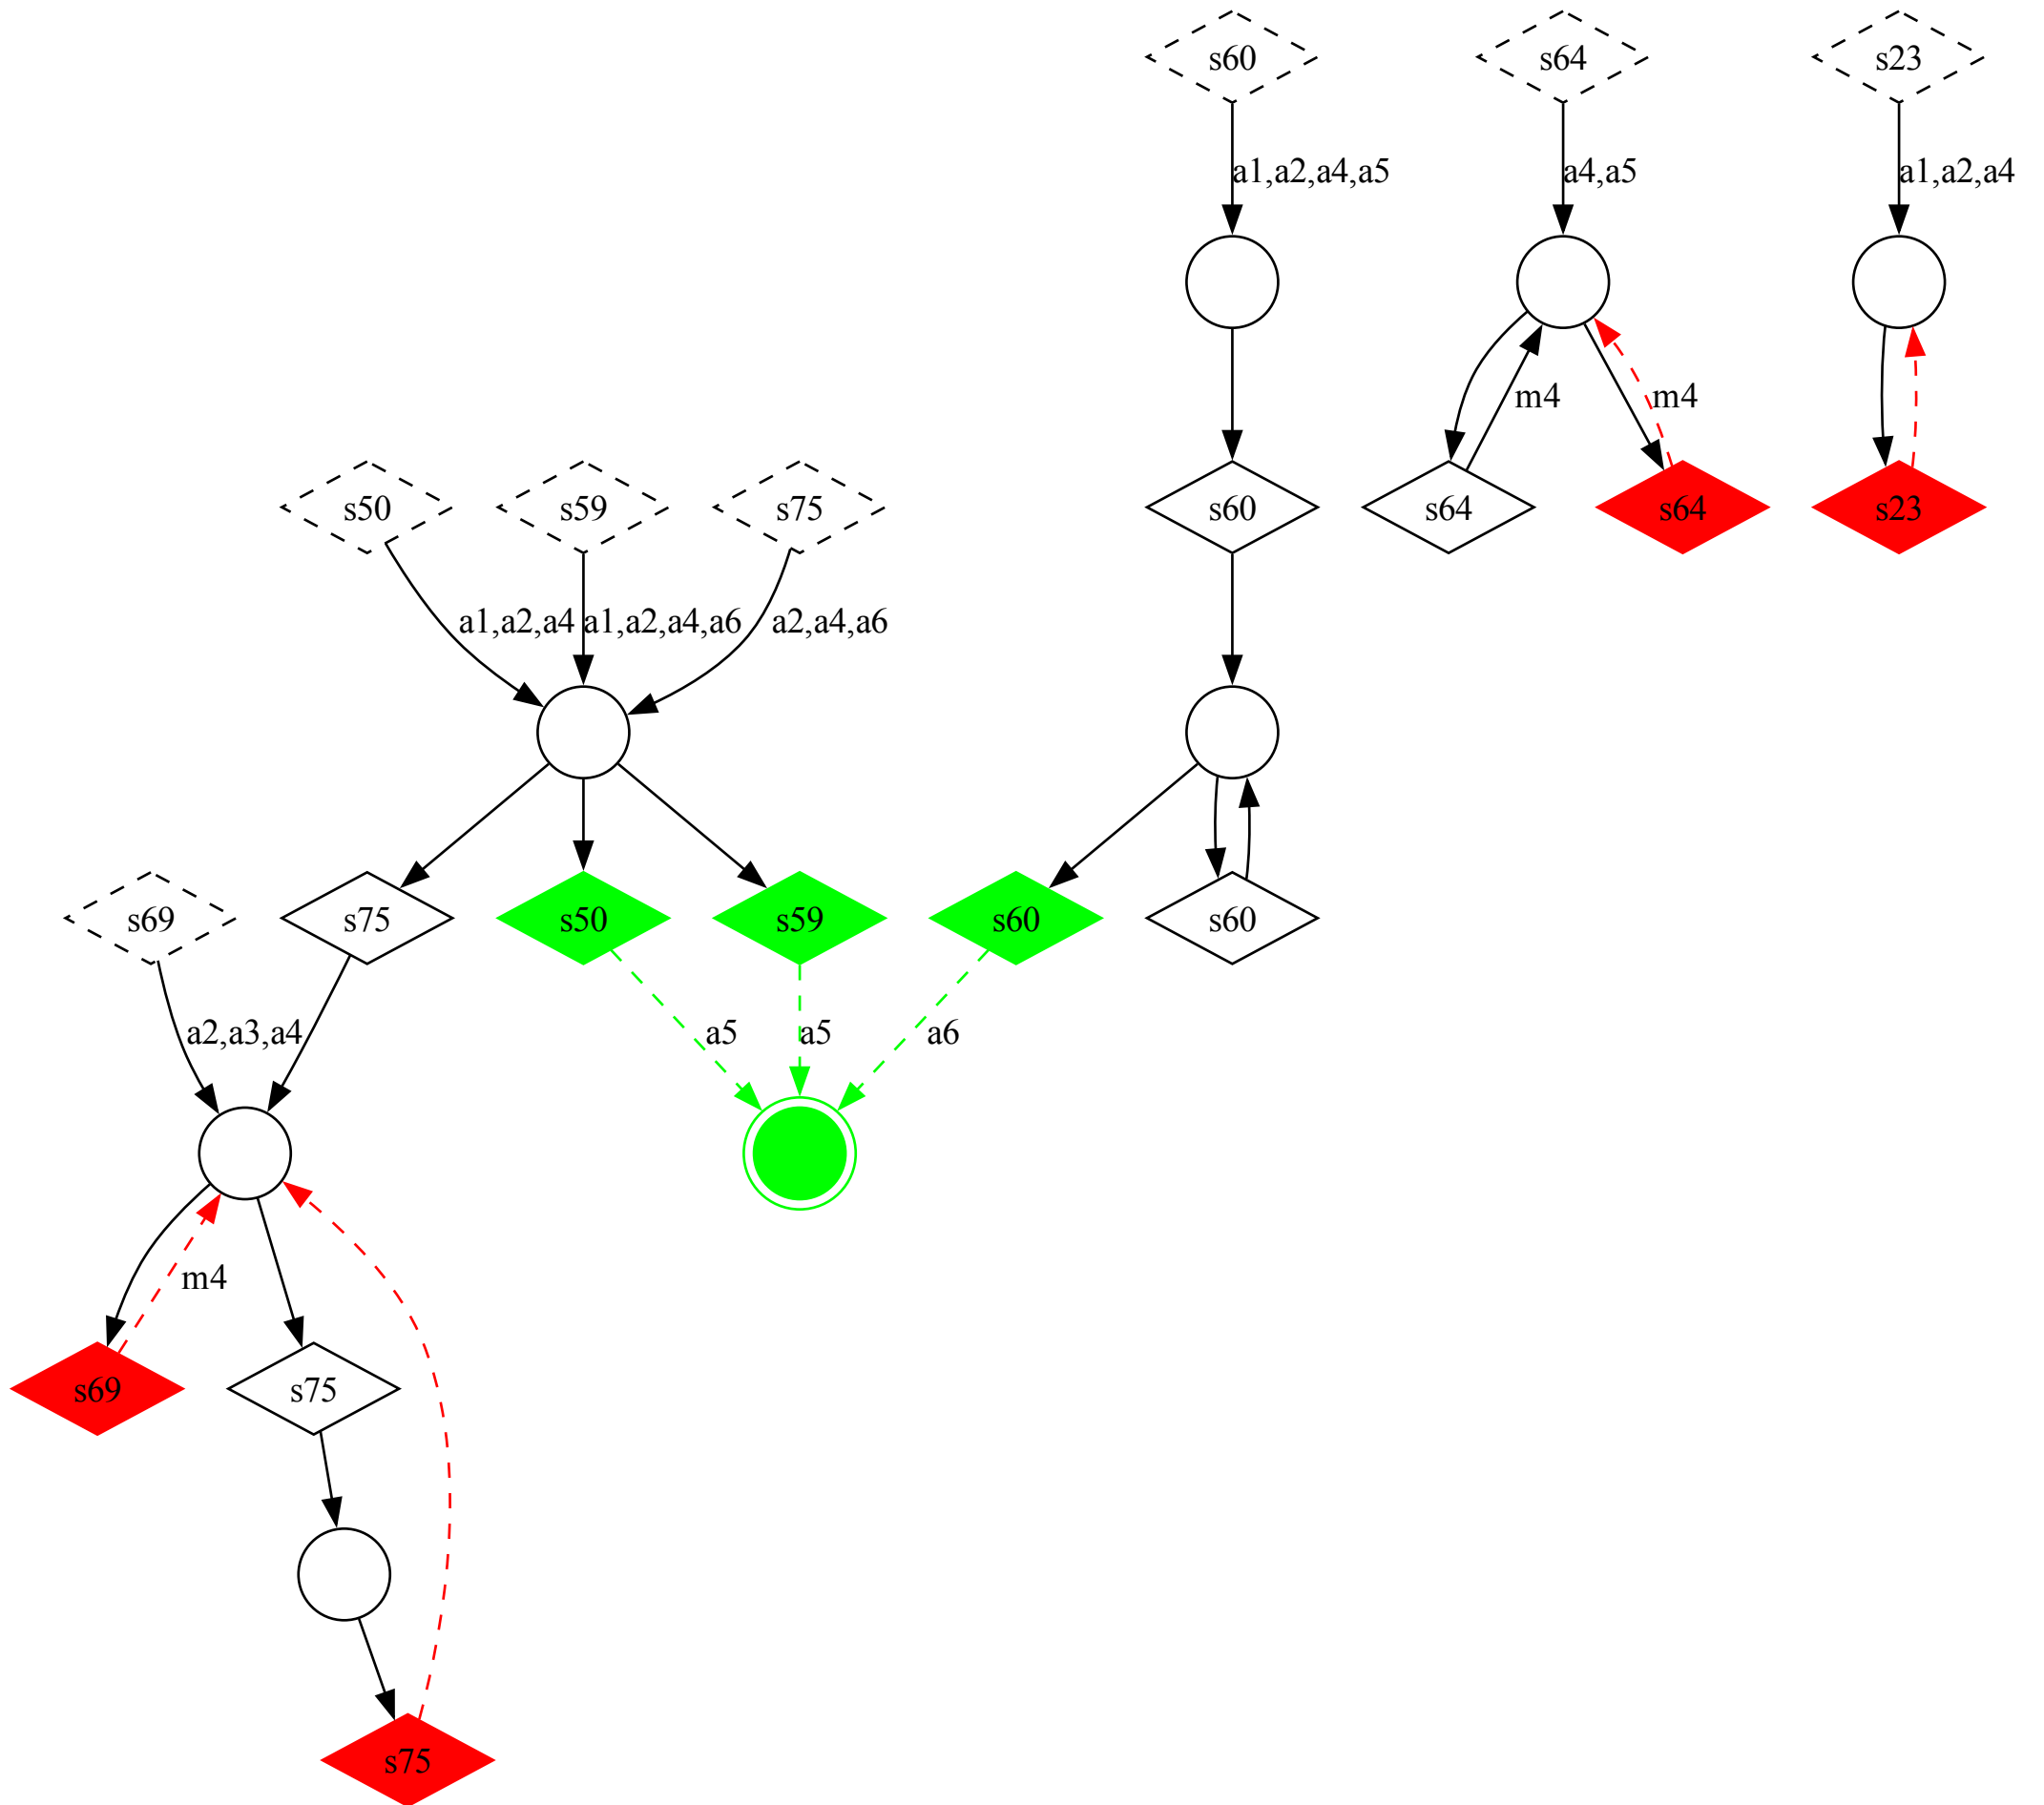 s60 s64 s23
a1,a2,a4,a5 a4,a5 a1,a2,a4
m4 m4
s50 s59 s75 s60 s64 s64 s23
a1,a2,a4 a1,a2,a4,a6 a2,a4,a6
s69 s75 s50 s59 s60 s60
a2,a3,a4 a5 a5 a6
m4
s69 s75
s75